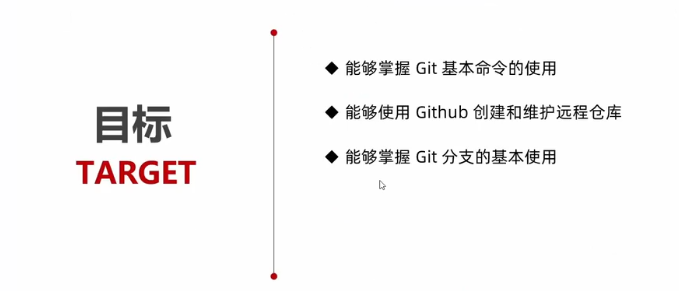 目标
TARGET
◆ 能够掌握 Git 基本命令的使用
◆ 能够使用 Github 创建和维护远程仓库
◆ 能够掌握 Git 分支的基本使用